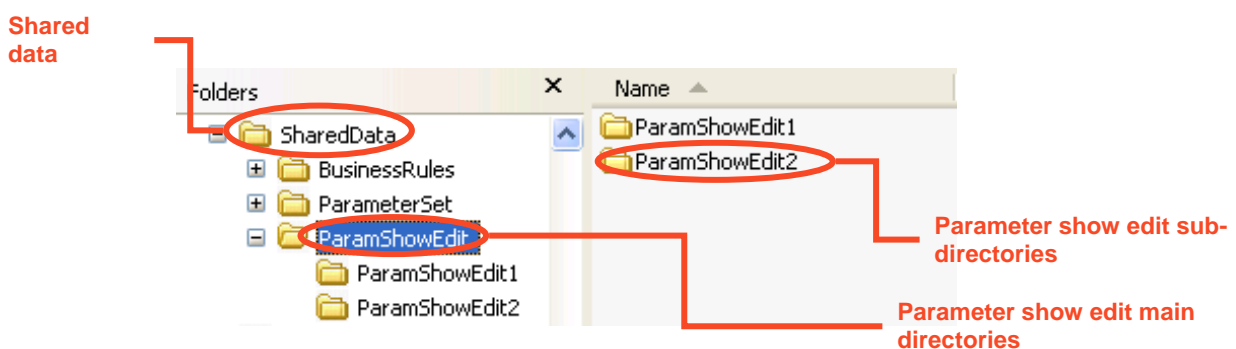 Shared
data
Folders
Name
SharedData
ParamShowEdit1
BusinessRules
ParamShowEdit2
ParameterSet
ParamShowEdit
Parameter show edit sub-
directories
ParamShowEdit1
ParamShowEdit2
Parameter show edit main
directories